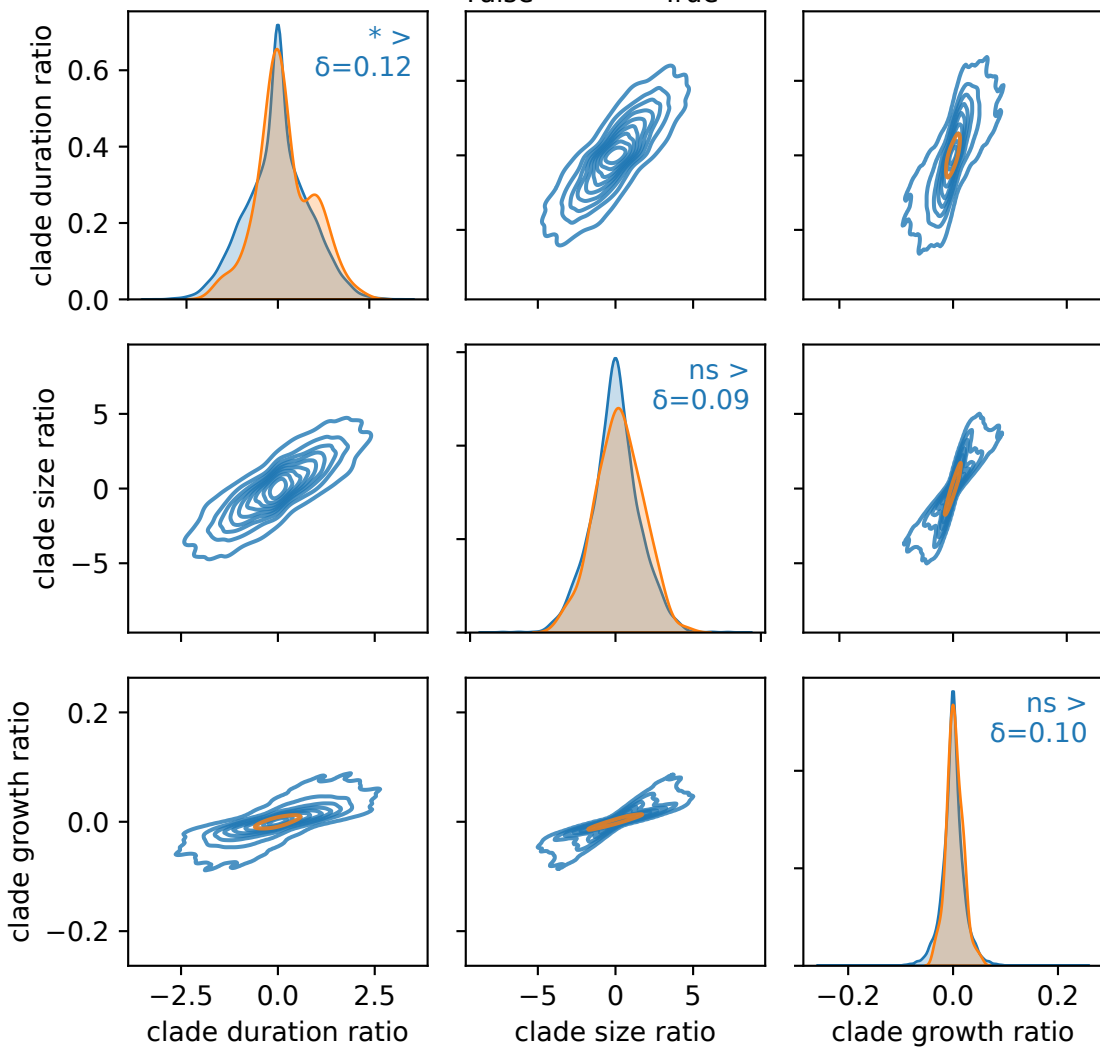 * >
δ=0.12
0.6
0.4
0.2
0.0
clade duration ratio
ns >
δ=0.09
5
0
−5
clade size ratio
ns >
δ=0.10
0.2
0.0
−0.2
clade growth ratio
−2.5 0.0 2.5
−5 0 5
−0.2 0.0 0.2
clade duration ratio
clade size ratio
clade growth ratio